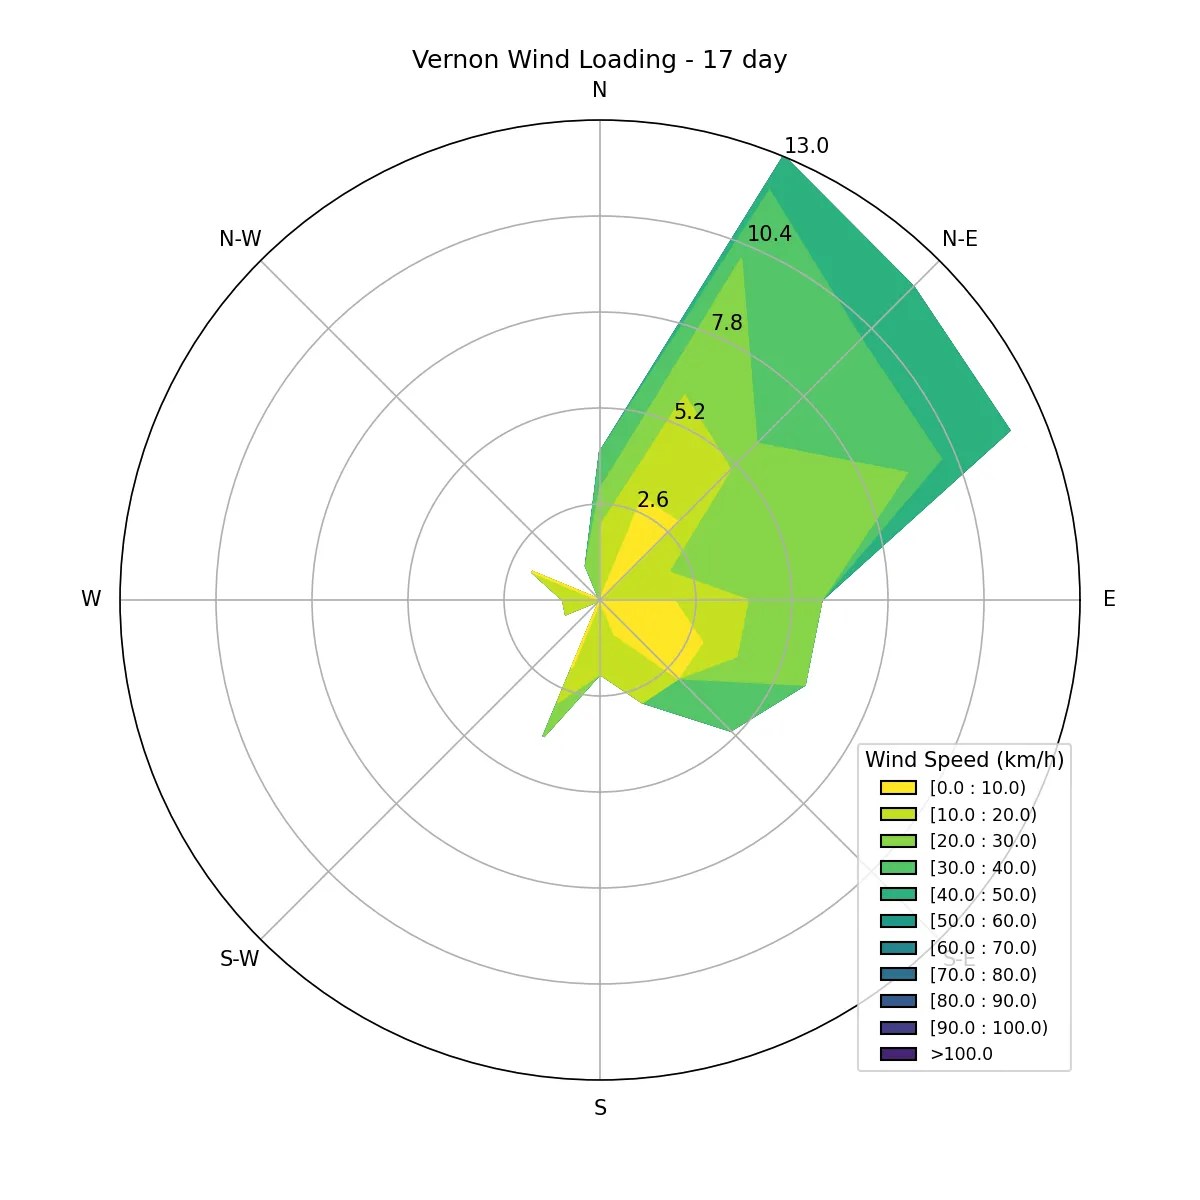 Vernon Wind Loading - 17 day
N
13.0
10.4
N-W
N-E
7.8
5.2
2.6
W
E
Wind Speed (km/h)
[0.0 : 10.0)
[10.0 : 20.0)
[20.0 : 30.0)
[30.0 : 40.0)
[40.0 : 50.0)
[50.0 : 60.0)
[60.0 : 70.0)
[70.0 : 80.0)
[80.0 : 90.0)
[90.0 : 100.0)
>100.0
S-W
S-E
S